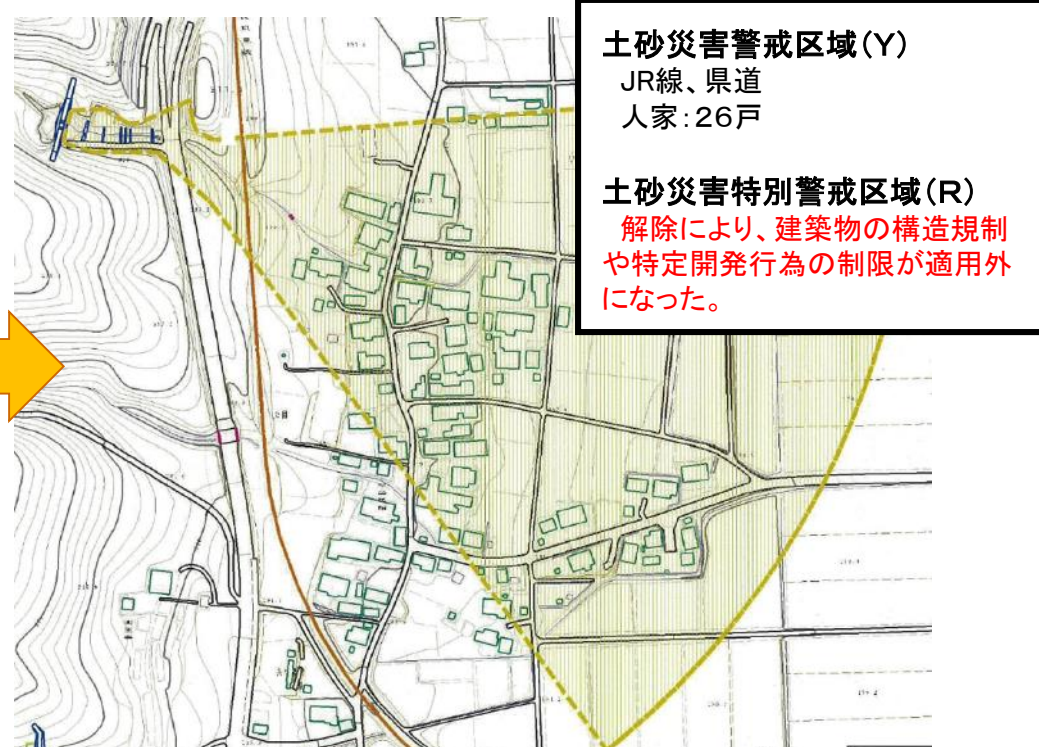 土砂災害警戒区域(Y)
JR線、県道
人家:26戸
土砂災害特別警戒区域(R)
解除により、建築物の構造規制
や特定開発行為の制限が適用外
になった。